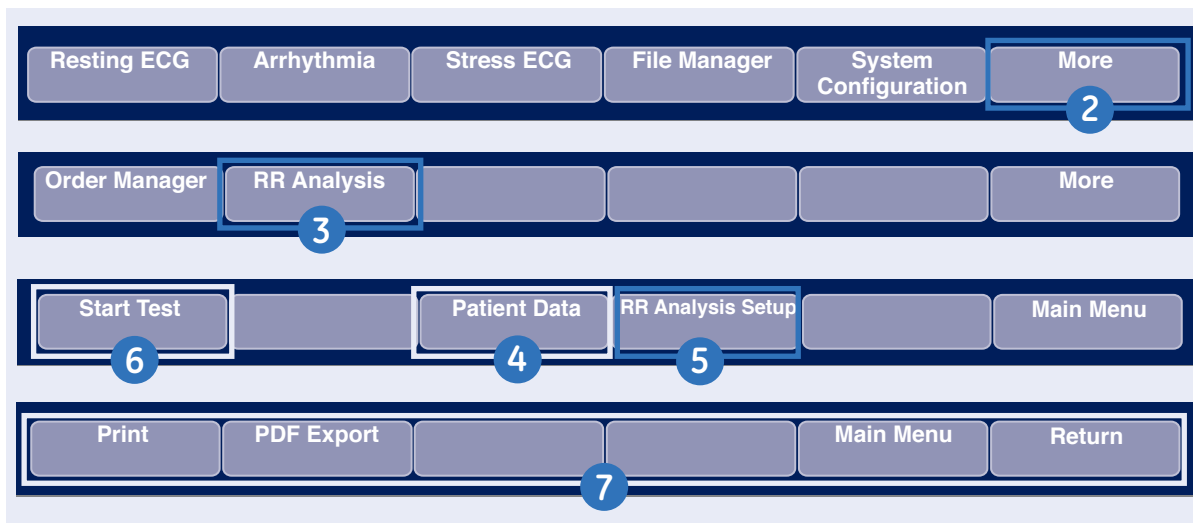 Resting ECG
Arrhythmia
Stress ECG
File Manager
System
Configuration
More
2
Order Manager
RR Analysis
More
3
Start Test
Patient Data
RR Analysis Setup
Main Menu
6
4
5
Print
PDF Export
Main Menu
Return
7